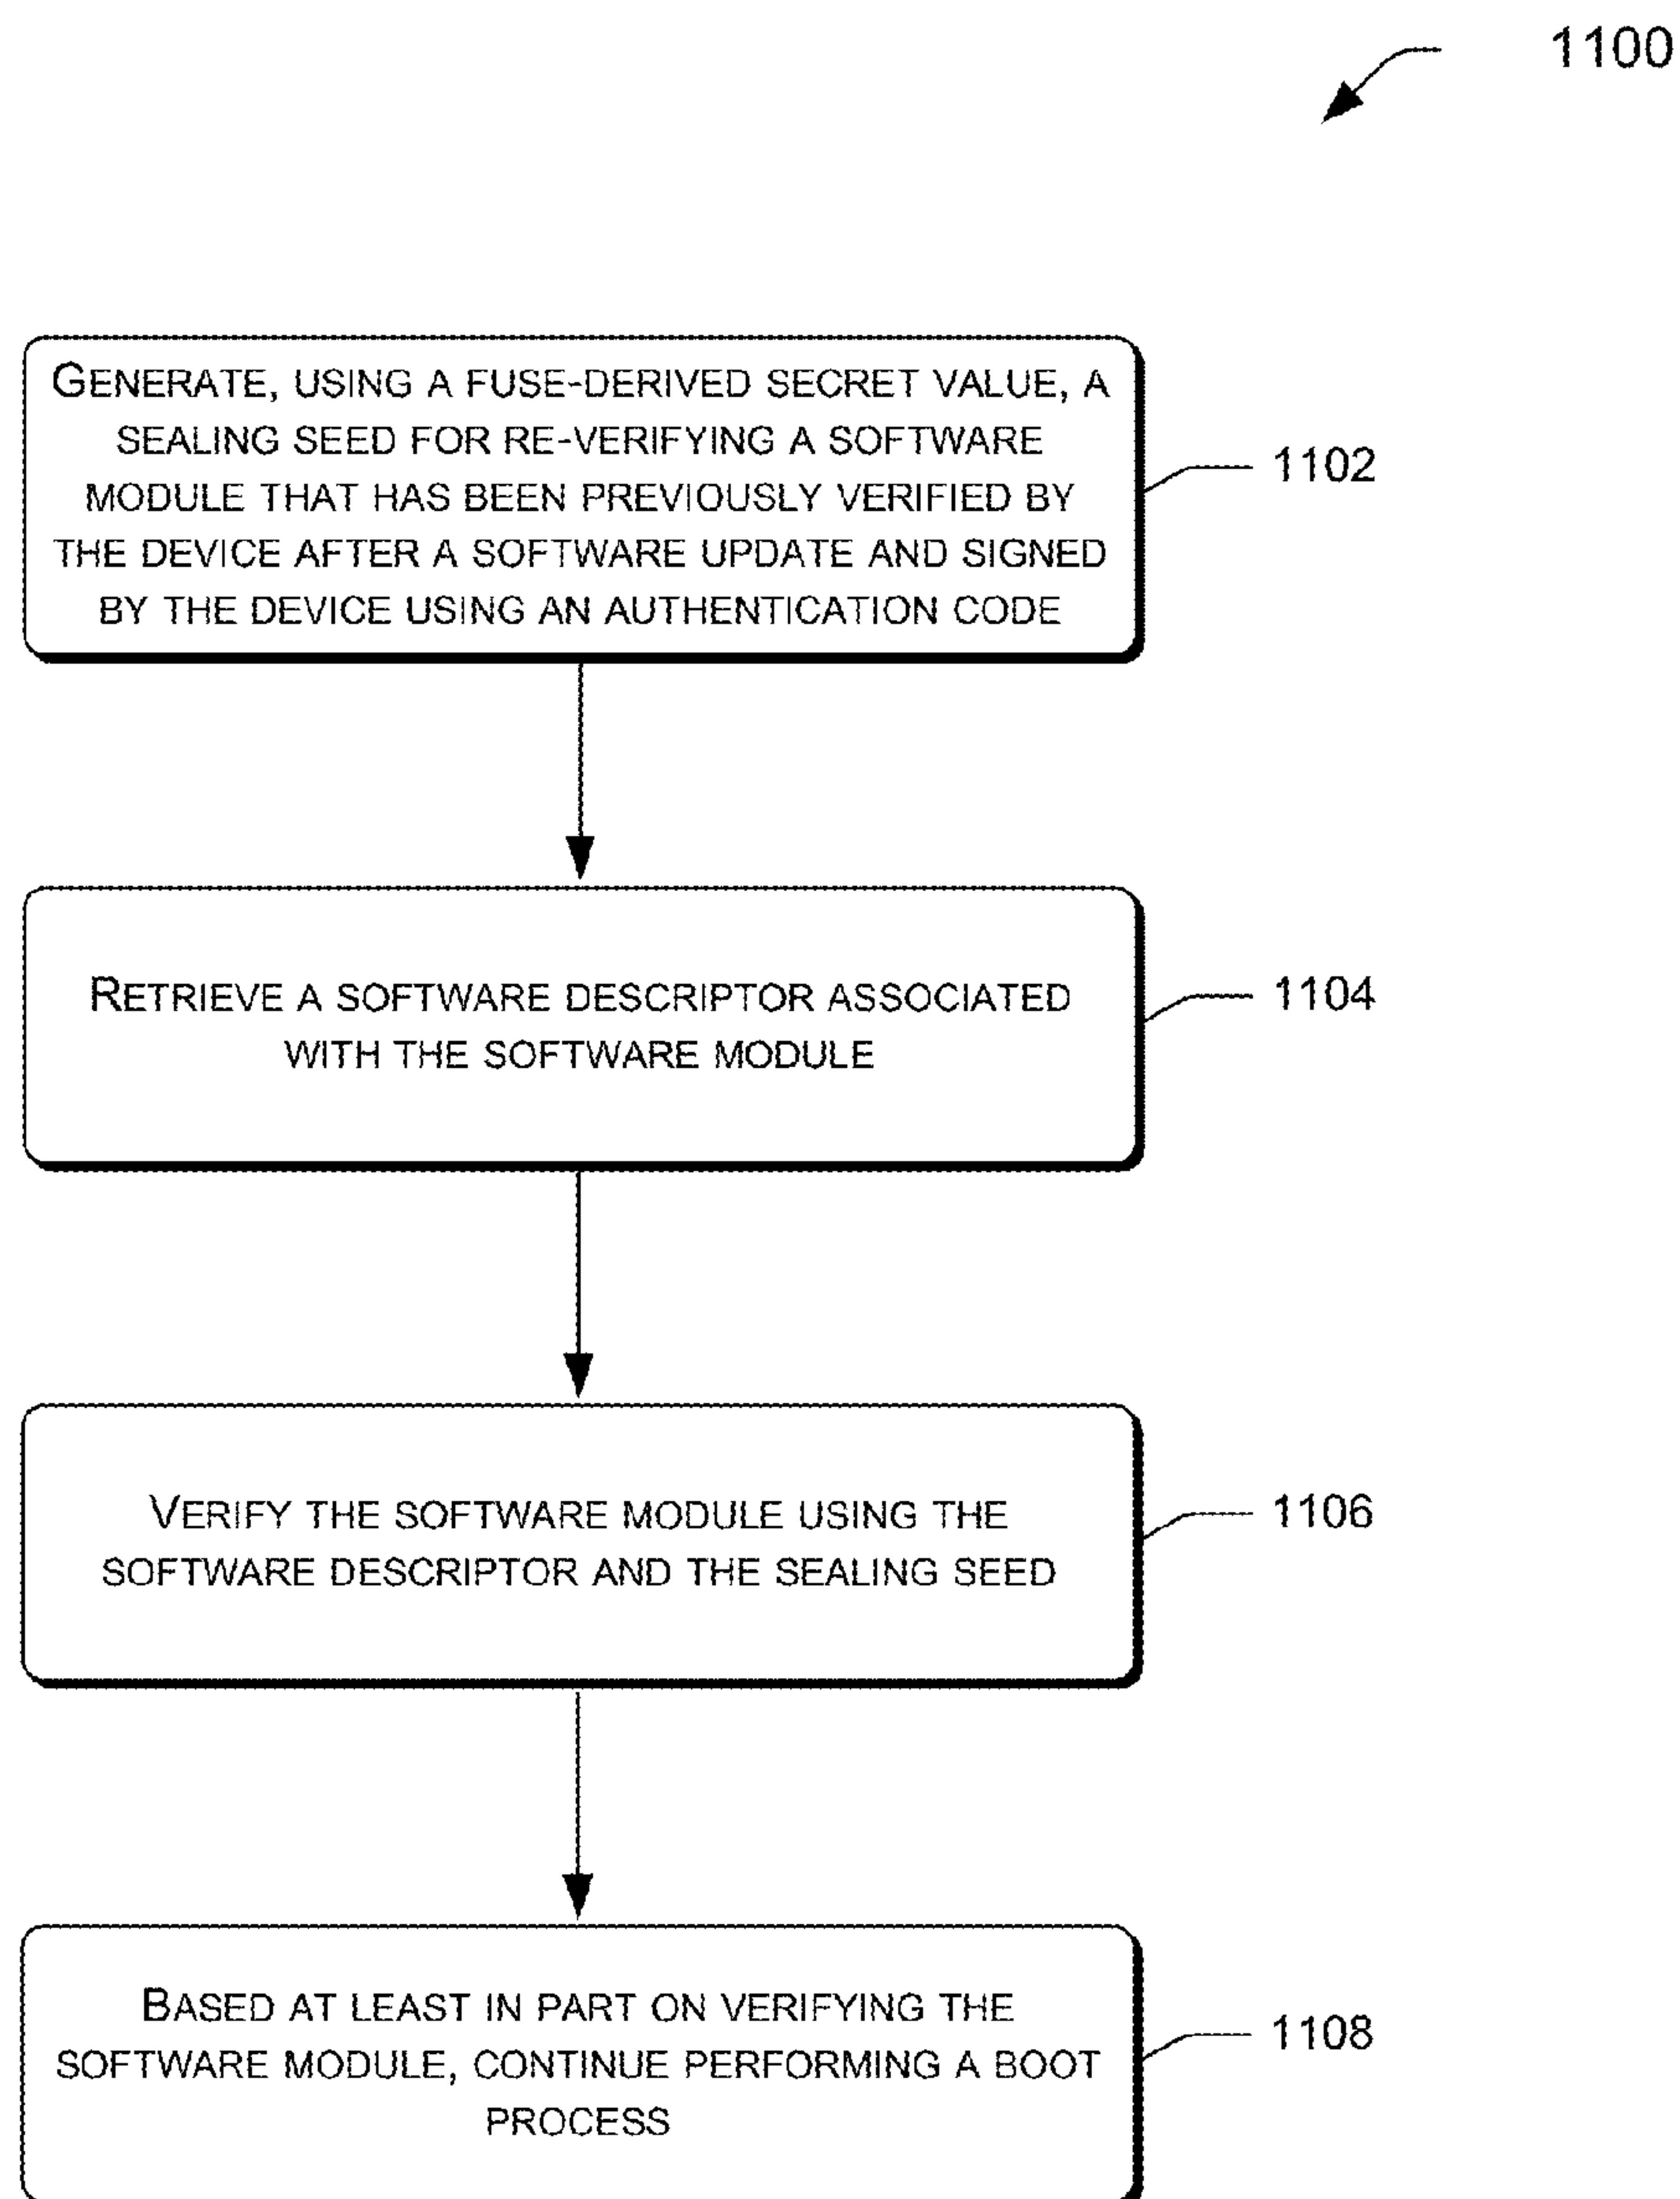 1100
GENERATE, USING A FUSE-DERIVED SECRET VALUE, A
SEALING SEED FOR RE-VERIFYING A SOFTWARE
MODULE THAT HAS BEEN PREVIOUSLY VERIFIED BY
THE DEVICE AFTER A SOFTWARE UPDATE AND SIGNED
BY THE DEVICE USING AN AUTHENTICATION CODE
1102
RETRIEVE A SOFTWARE DESCRIPTOR ASSOCIATED
WITH THE SOFTWARE MODULE
1104
VERIFY THE SOFTWARE MODULE USING THE
SOFTWARE DESCRIPTOR AND THE SEALING SEED
1106
BASED AT LEAST IN PART ON VERIFYING THE
SOFTWARE MODULE, CONTINUE PERFORMING A BOOT
PROCESS
1108